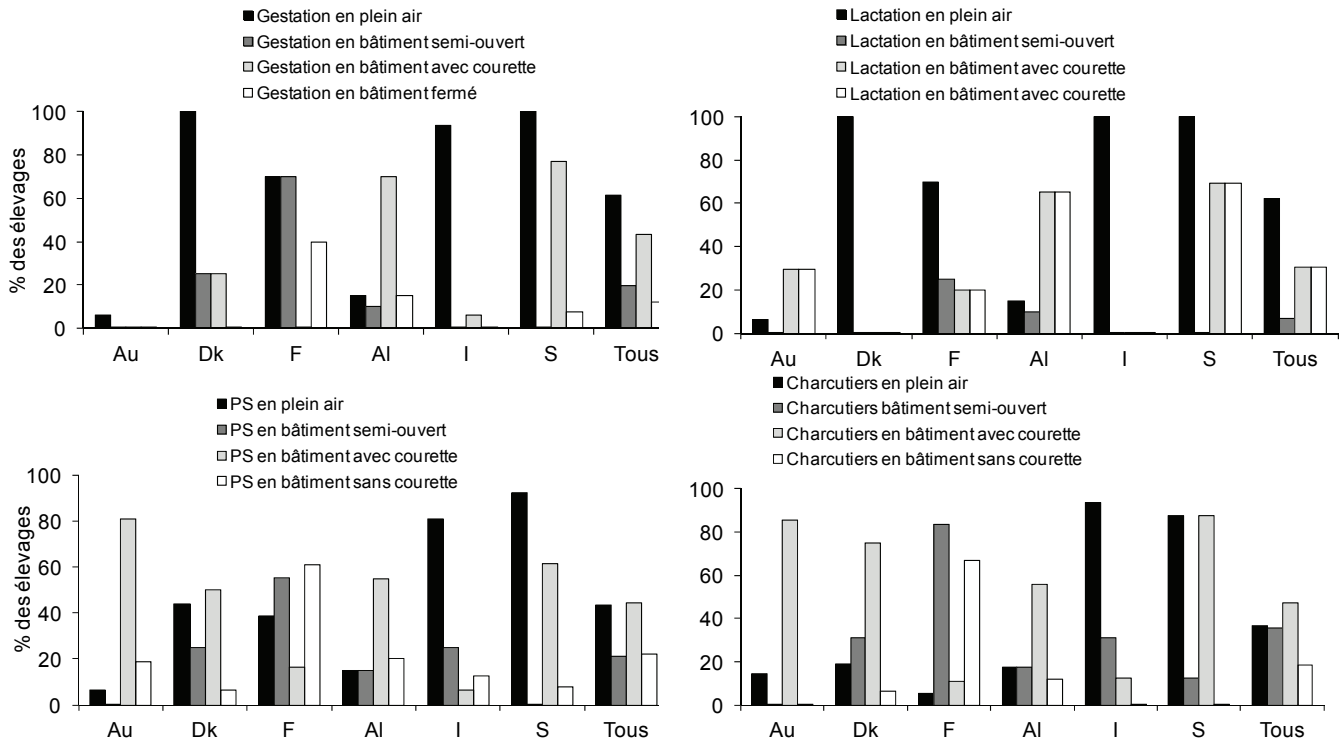 Gestation en plein air
Gestation en bâtiment semi-ouvert
Gestation en bâtiment avec courette
Gestation en bâtiment fermé
% des élevages
100
80
60
40
20
0
Au Dk F Al I S Tous
Lactation en plein air
Lactation en bâtiment semi-ouvert
Lactation en bâtiment avec courette
Lactation en bâtiment avec courette
100
80
60
40
20
0
Au Dk F Al I S Tous
PS en plein air
PS en bâtiment semi-ouvert
PS en bâtiment avec courette
PS en bâtiment sans courette
% des élevages
100
80
60
40
20
0
Au Dk F Al I S Tous
Charcutiers en plein air
Charcutiers bâtiment semi-ouvert
Charcutiers en bâtiment avec courette
Charcutiers en bâtiment sans courette
100
80
60
40
20
0
Au Dk F Al I S Tous